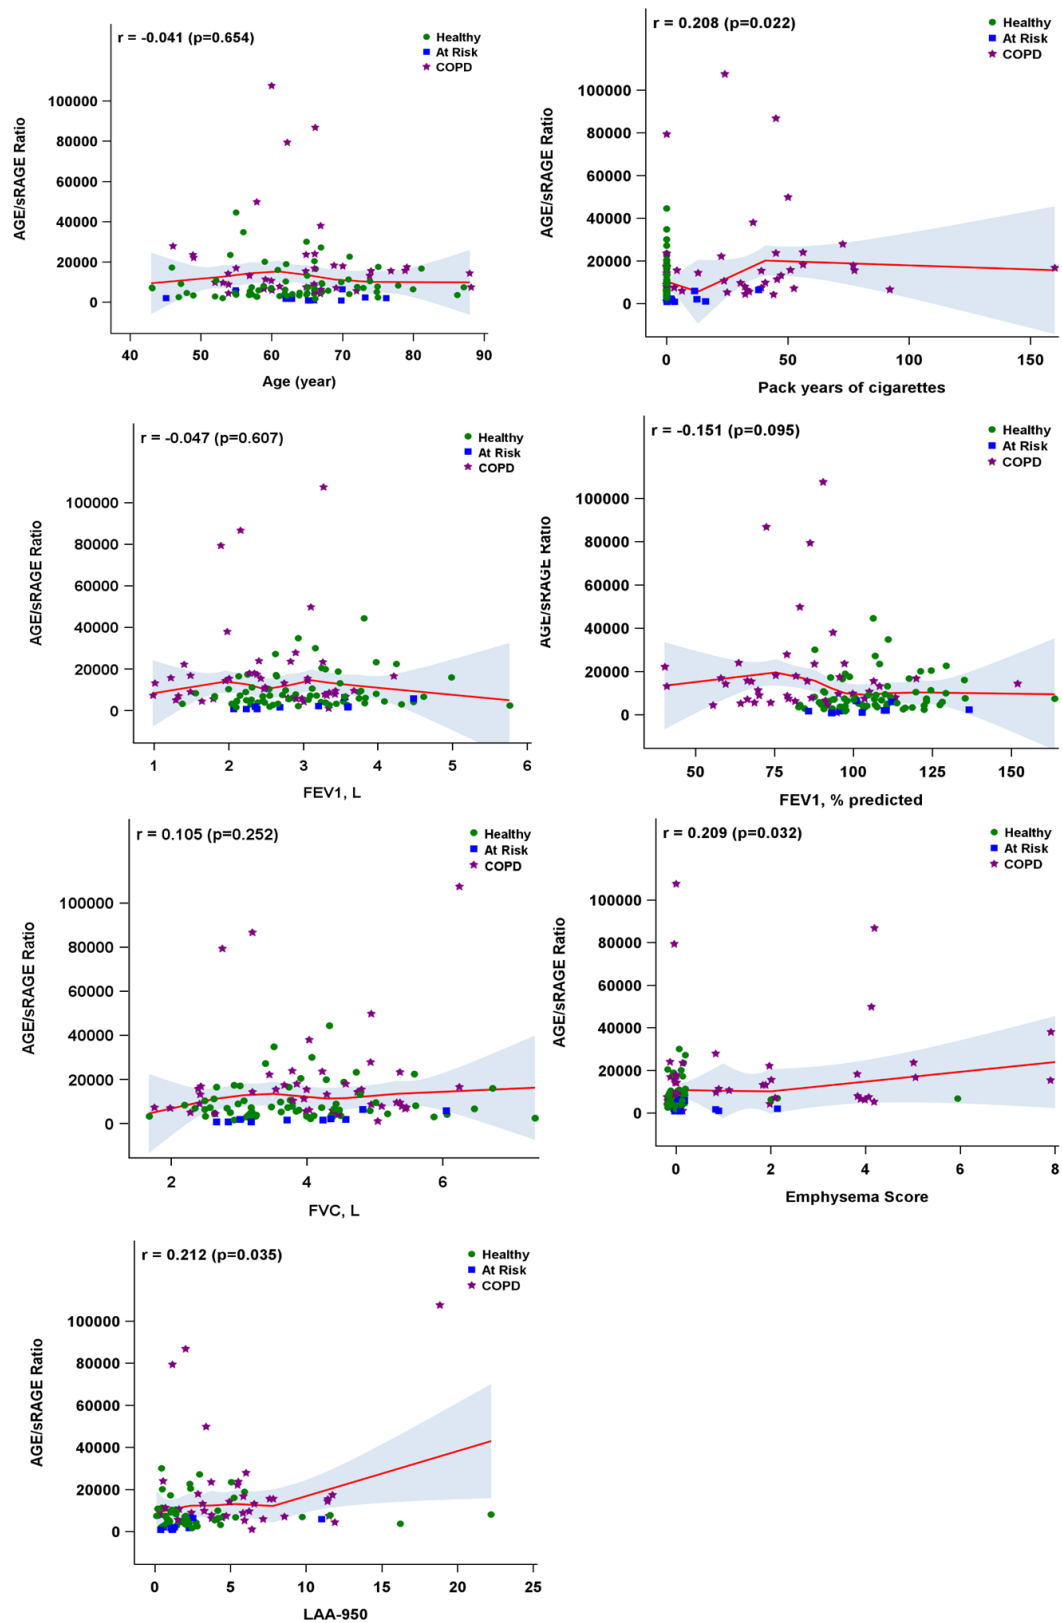 r = -0.041 (p=0.654)
Healthy
At Risk
COPD
AGE/sRAGE Ratio
100000
80000
60000
40000
20000
0
40 50 60 70 80 90
Age (year)
r = 0.208 (p=0.022)
Healthy
At Risk
COPD
AGE/sRAGE Ratio
100000
80000
60000
40000
20000
0
0 50 100 150
Pack years of cigarettes
r = -0.047 (p=0.607)
Healthy
At Risk
COPD
AGE/sRAGE Ratio
100000
80000
60000
40000
20000
0
1 2 3 4 5 6
FEV1, L
r = -0.151 (p=0.095)
Healthy
At Risk
COPD
AGE/sRAGE Ratio
100000
80000
60000
40000
20000
0
50 75 100 125 150
FEV1, % predicted
r = 0.105 (p=0.252)
Healthy
At Risk
COPD
AGE/sRAGE Ratio
100000
80000
60000
40000
20000
0
2 4 6
FVC, L
r = 0.209 (p=0.032)
Healthy
At Risk
COPD
AGE/sRAGE Ratio
100000
80000
60000
40000
20000
0
0 2 4 6 8
Emphysema Score
r = 0.212 (p=0.035)
Healthy
At Risk
COPD
AGE/sRAGE Ratio
100000
80000
60000
40000
20000
0
0 5 10 15 20 25
LAA-950